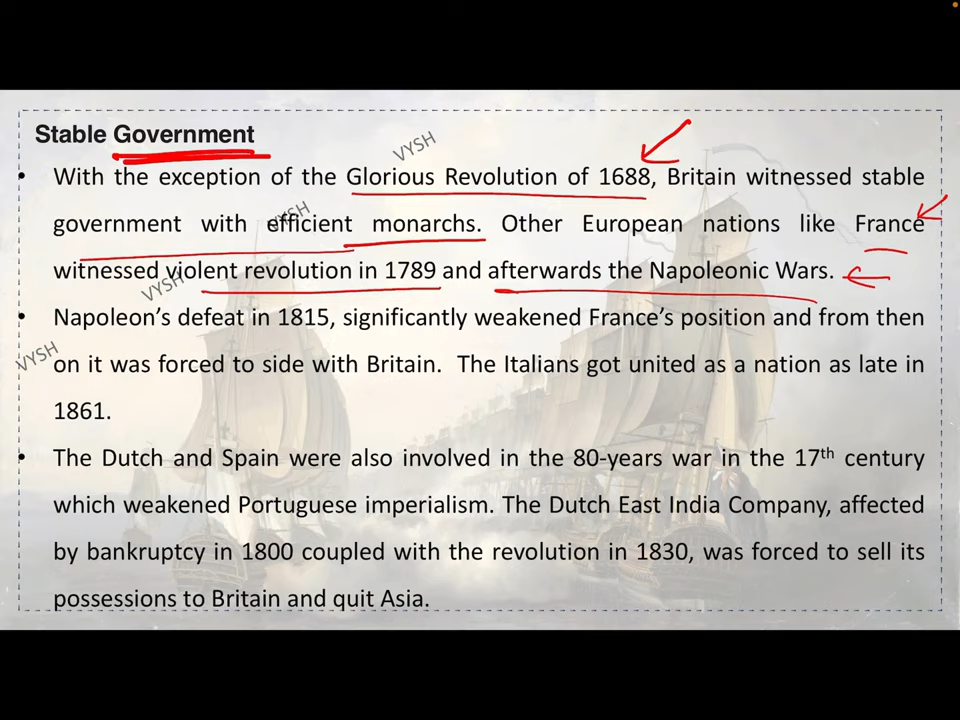 Stable Government
• With the exception of the Glorious Revolution of 1688, Britain witnessed stable
government with efficient monarchs. Other European nations like France
witnessed violent revolution in 1789 and afterwards the Napoleonic Wars.
• Napoleon’s defeat in 1815, significantly weakened France’s position and from then
on it was forced to side with Britain. The Italians got united as a nation as late in
1861.
• The Dutch and Spain were also involved in the 80-years war in the 17th century
which weakened Portuguese imperialism. The Dutch East India Company, affected
by bankruptcy in 1800 coupled with the revolution in 1830, was forced to sell its
possessions to Britain and quit Asia.
VYSH
VYSH
VYSH
VYSH